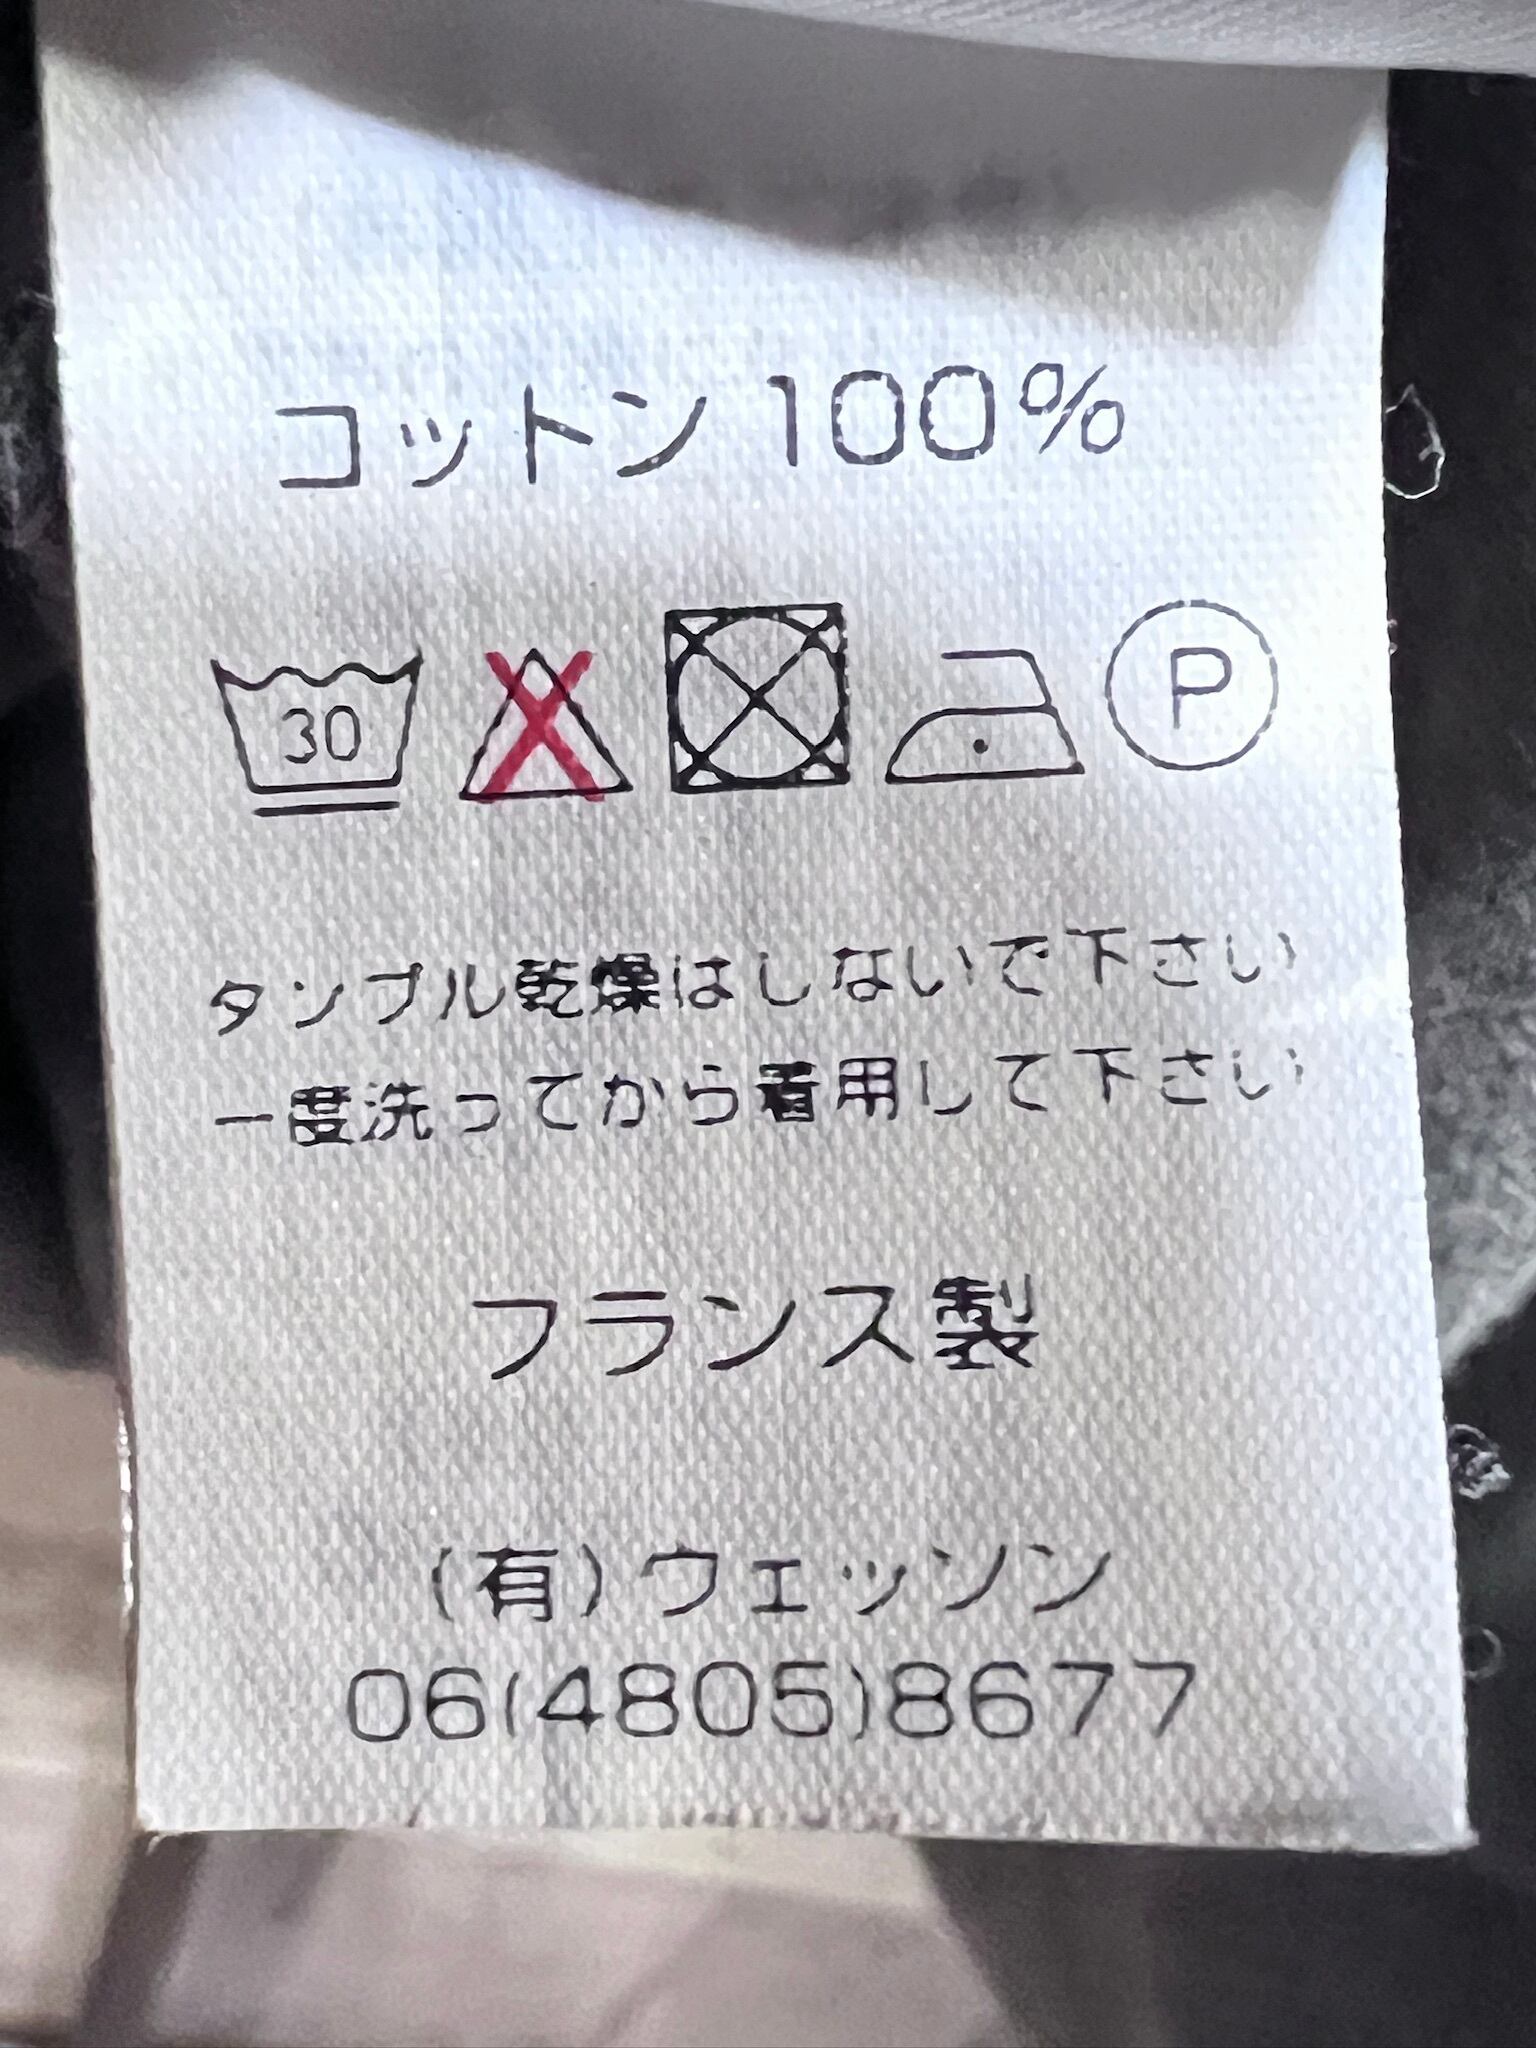 コットン100%
30 P
タンブル乾燥はしないで下さい
一度洗ってから着用して下さい
フランス製
(有)ウェッソン
06(4805)8677